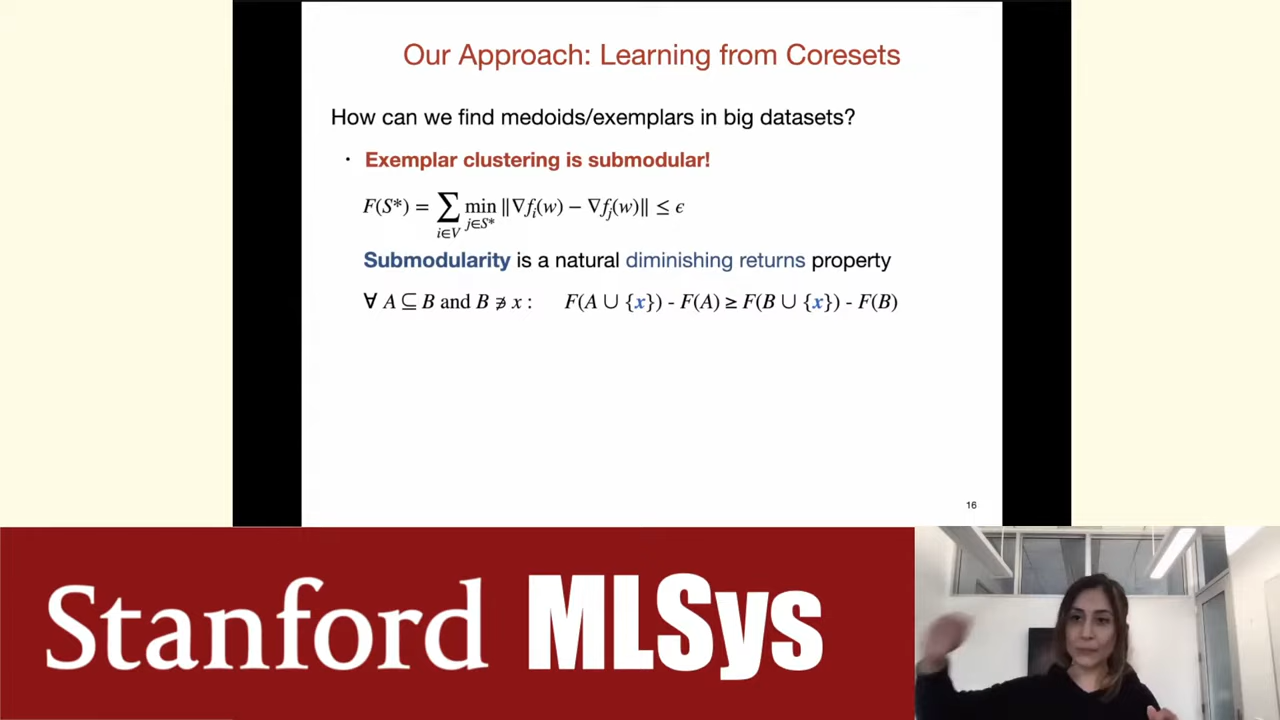 Our Approach: Learning from Coresets
How can we find medoids/exemplars in big datasets?
· Exemplar clustering is submodular!
F(S*) = ∑_{i∈V} min_{j∈S*} ‖∇f_i(w) − ∇f_j(w)‖ ≤ ϵ
Submodularity is a natural diminishing returns property
∀ A ⊆ B and B ∌ x : F(A ∪ {x}) - F(A) ≥ F(B ∪ {x}) - F(B)
16
Stanford MLSys